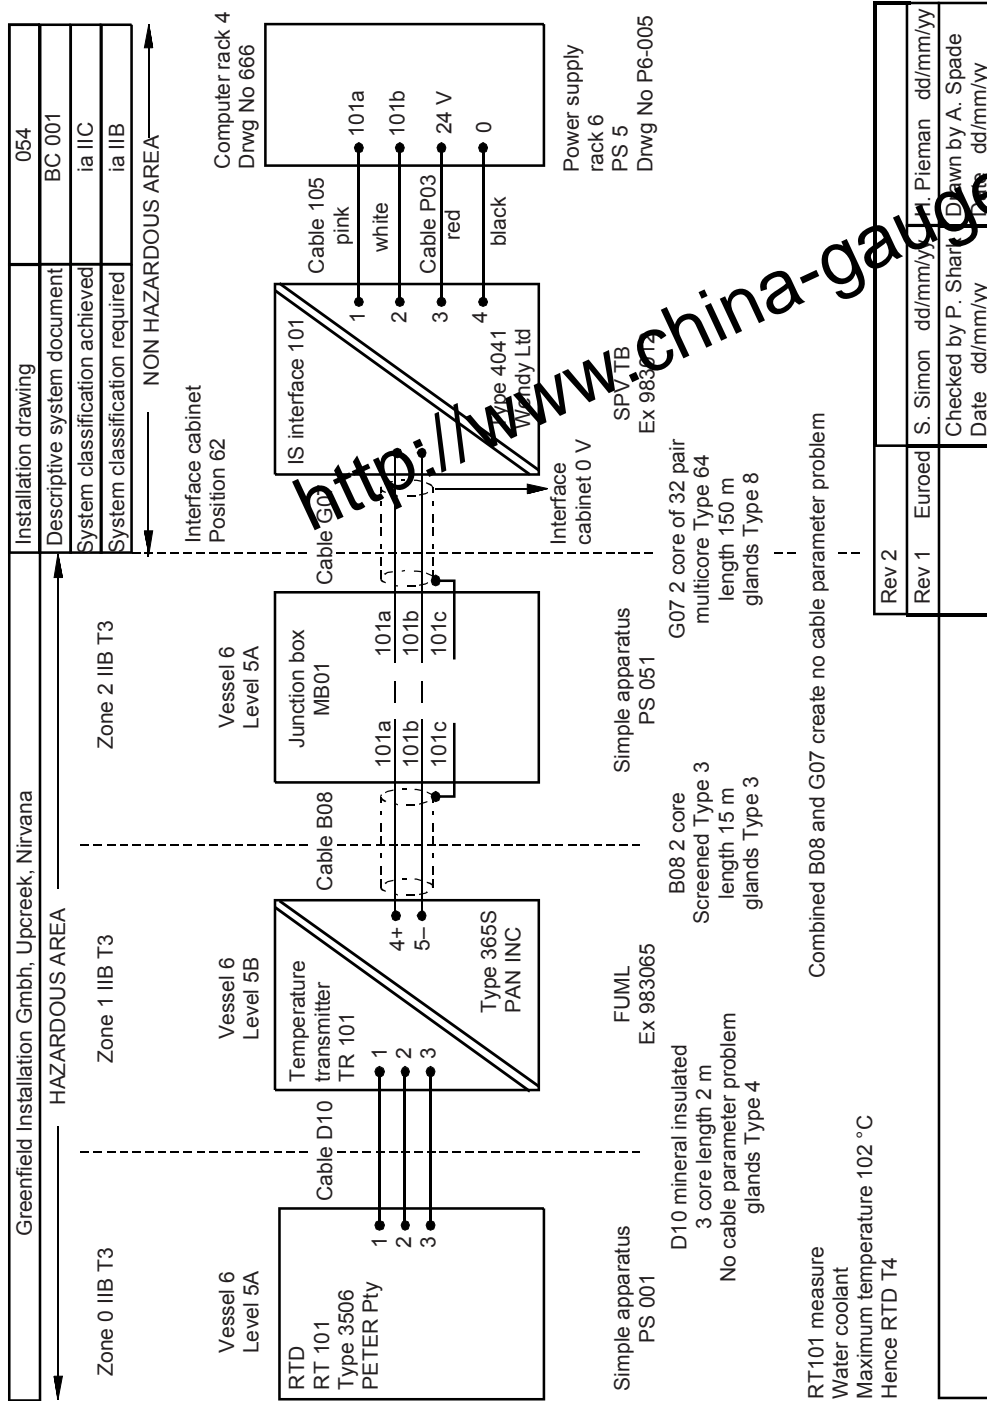 Greenfield Installation Gmbh, Upcreek, Nirvana
Installation drawing
054
Descriptive system document
BC 001
System classification achieved
ia IIC
System classification required
ia IIB
HAZARDOUS AREA
NON HAZARDOUS AREA
Zone 0 IIB T3
Zone 1 IIB T3
Zone 2 IIB T3
Vessel 6
Level 5A
Vessel 6
Level 5B
Vessel 6
Level 5A
Interface cabinet
Position 62
Computer rack 4
Drwg No 666
RTD
RT 101
Type 3506
PETER Pty
1
2
3
Cable D10
Temperature
transmitter
TR 101
1
2
3
4+
5–
Type 365S
PAN INC
Cable B08
Junction box
MB01
101a
101b
101c
101a
101b
101c
Cable G07
IS interface 101
1
2
3
4
Type 4041
Wendy Ltd
Cable 105
pink
white
Cable P03
red
black
101a
101b
24 V
0
Interface
cabinet 0 V
Power supply
rack 6
PS 5
Drwg No P6-005
Simple apparatus
PS 001
FUML
Ex 983065
Simple apparatus
PS 051
SPV TB
Ex
D10 mineral insulated
3 core length 2 m
No cable parameter problem
glands Type 4
B08 2 core
Screened Type 3
length 15 m
glands Type 3
G07 2 core of 32 pair
multicore Type 64
length 150 m
glands Type 8
RT101 measure
Water coolant
Maximum temperature 102 °C
Hence RTD T4
Combined B08 and G07 create no cable parameter problem
Rev 2
Rev 1
Euroed
S. Simon dd/mm/yy
H. Pieman dd/mm/yy
Checked by P. Shark
Date dd/mm/yy
Drawn by A. Spade
Date dd/mm/yy
http://www.china-gauge